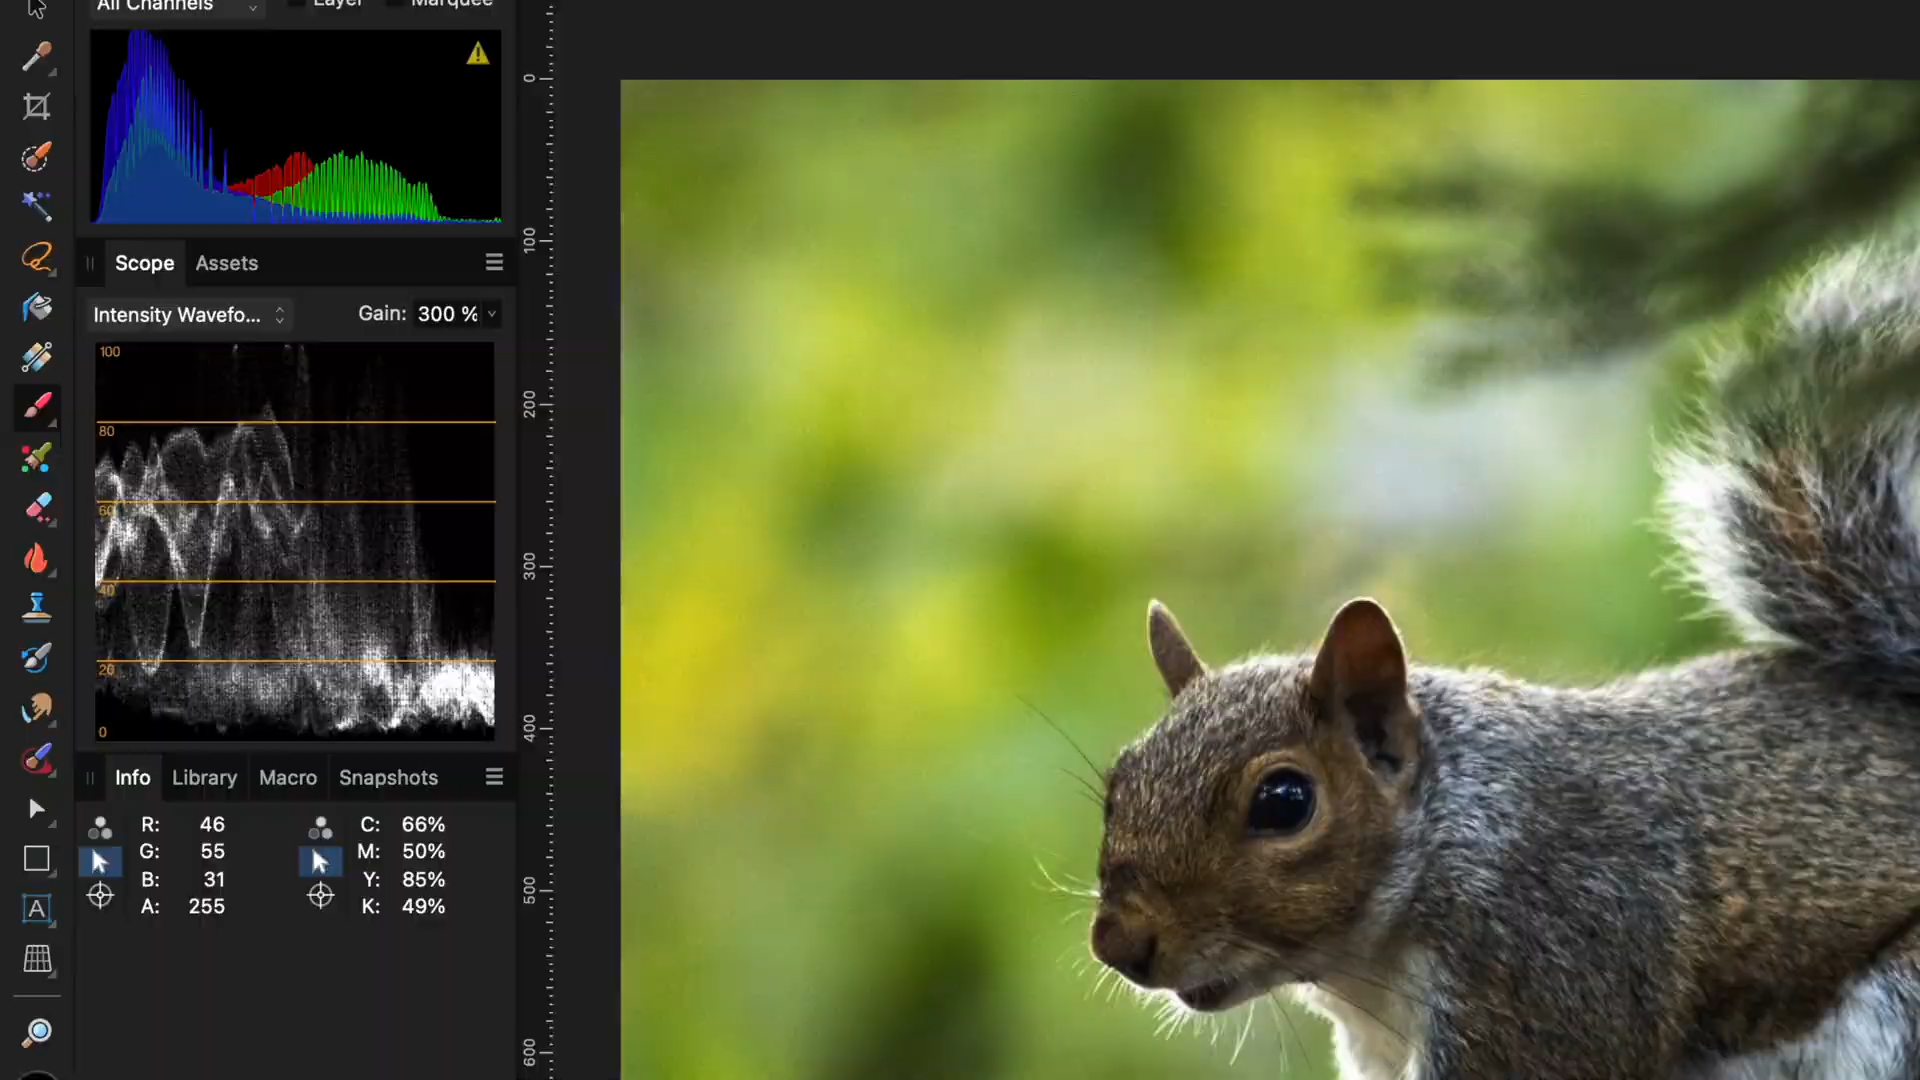 All Channels Layer Marquee
Scope Assets
Intensity Wavefo... Gain: 300 %
100
80
60
40
20
0
Info Library Macro Snapshots
R: 46 C: 66%
G: 55 M: 50%
B: 31 Y: 85%
A: 255 K: 49%
A
0
100
200
300
400
500
600